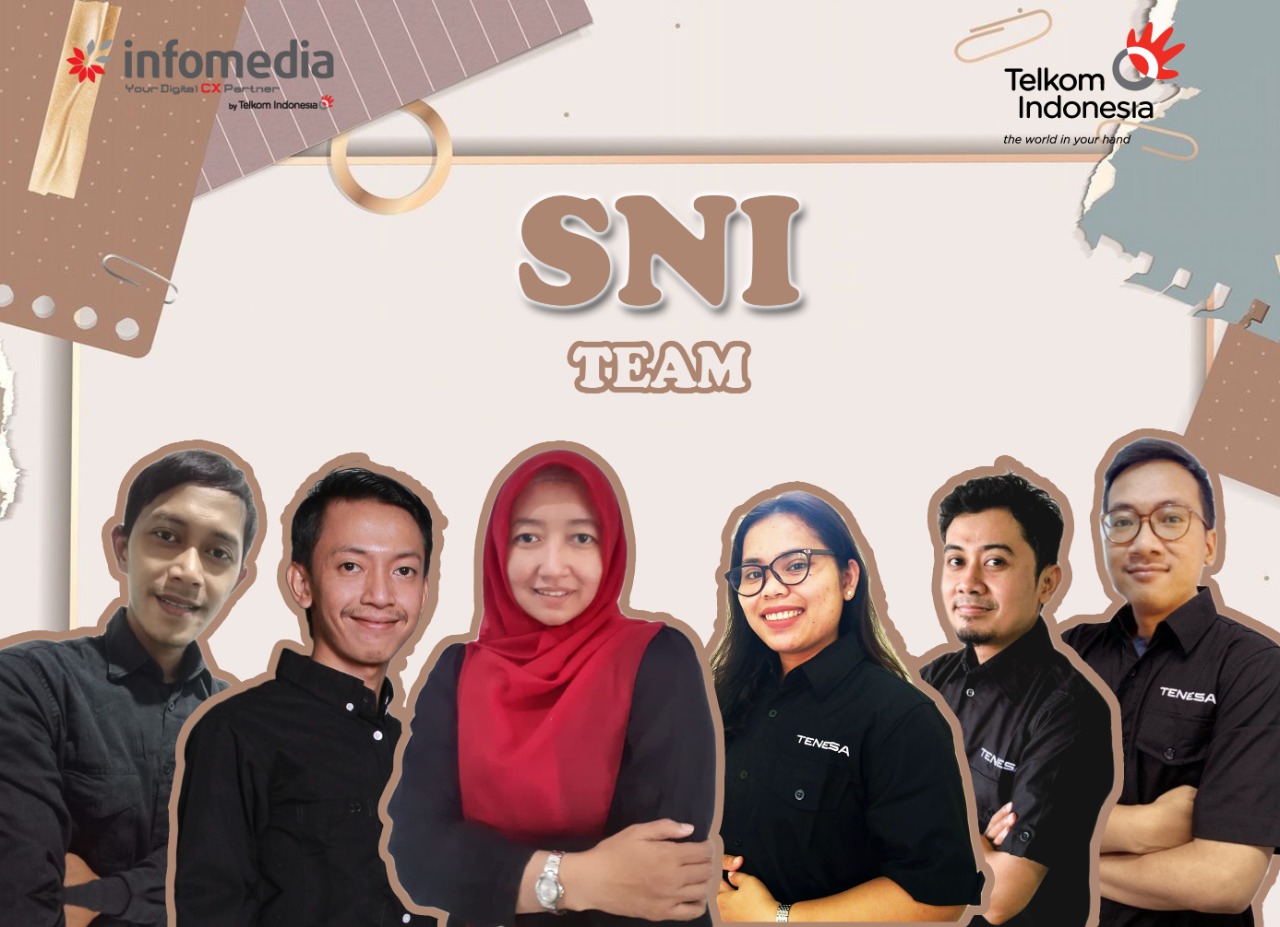 infomedia
Your Digital CX Partner
by Telkom Indonesia
Telkom
Indonesia
the world in your hand
SNI
TEAM
TENESA
TENES
TENESA